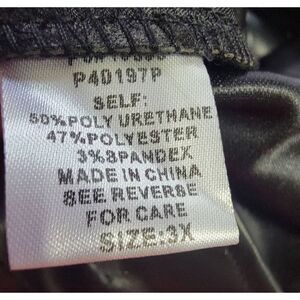 P40197P
SELF:
50%POLY URETHANE
47%POLYESTER
3%SPANDEX
MADE IN CHINA
SEE REVERSE
FOR CARE
SIZE:3X